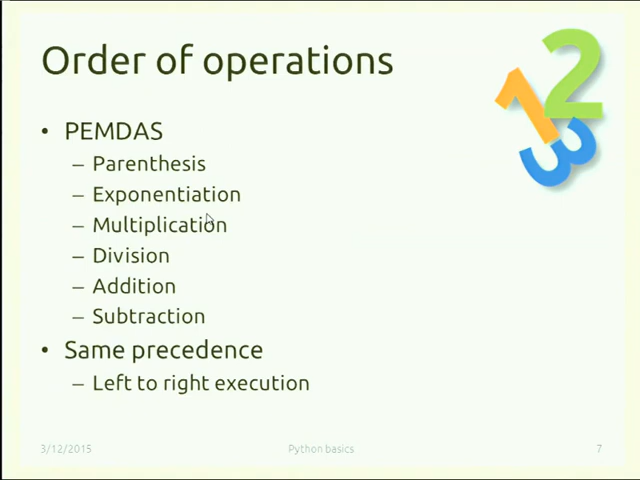 Order of operations
123
• PEMDAS
– Parenthesis
– Exponentiation
– Multiplication
– Division
– Addition
– Subtraction
• Same precedence
– Left to right execution
3/12/2015 Python basics 7